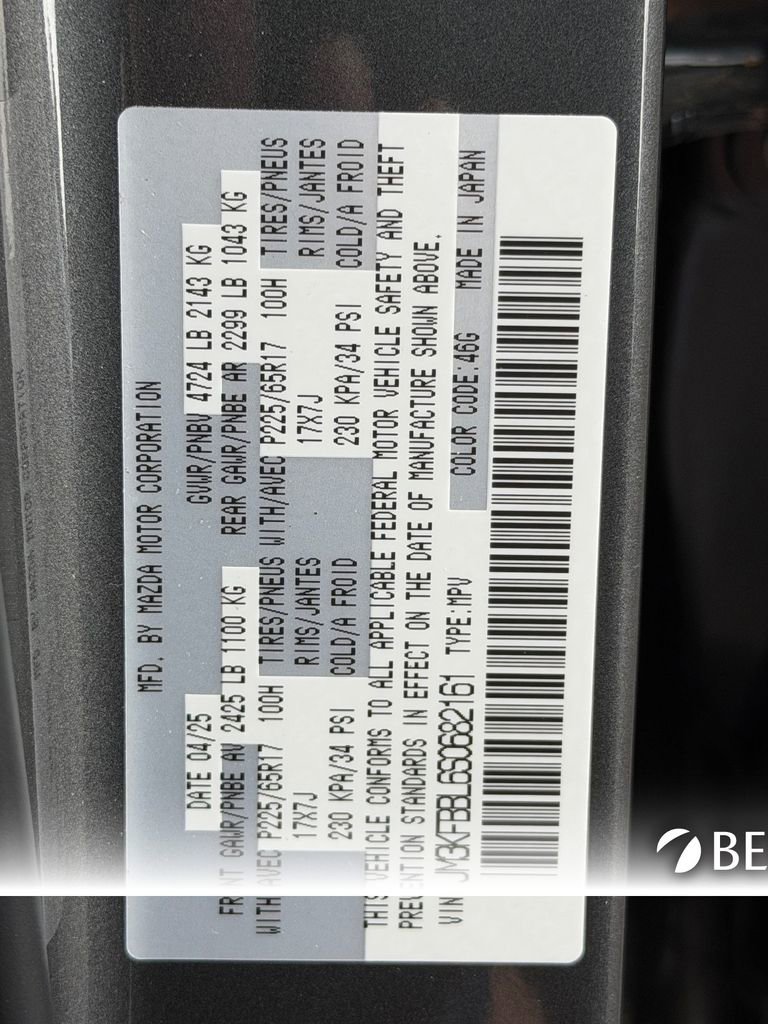 MFD. BY MAZDA MOTOR CORPORATION
DATE 04/25 GVWR/PNBV 4724 LB 2143 KG
FRONT GAWR/PNBE AV 2425 LB 1100 KG REAR GAWR/PNBE AR 2299 LB 1043 KG
WITH/AVEC P225/65R17 100H TIRES/PNEUS WITH/AVEC P225/65R17 100H TIRES/PNEUS
17X7J RIMS/JANTES 17X7J RIMS/JANTES
230 KPA/34 PSI COLD/A FROID 230 KPA/34 PSI COLD/A FROID
THIS VEHICLE CONFORMS TO ALL APPLICABLE FEDERAL MOTOR VEHICLE SAFETY AND THEFT
PREVENTION STANDARDS IN EFFECT ON THE DATE OF MANUFACTURE SHOWN ABOVE.
VIN JM3KFBBL6S0682161 TYPE:MPV COLOR CODE:46G MADE IN JAPAN
BE